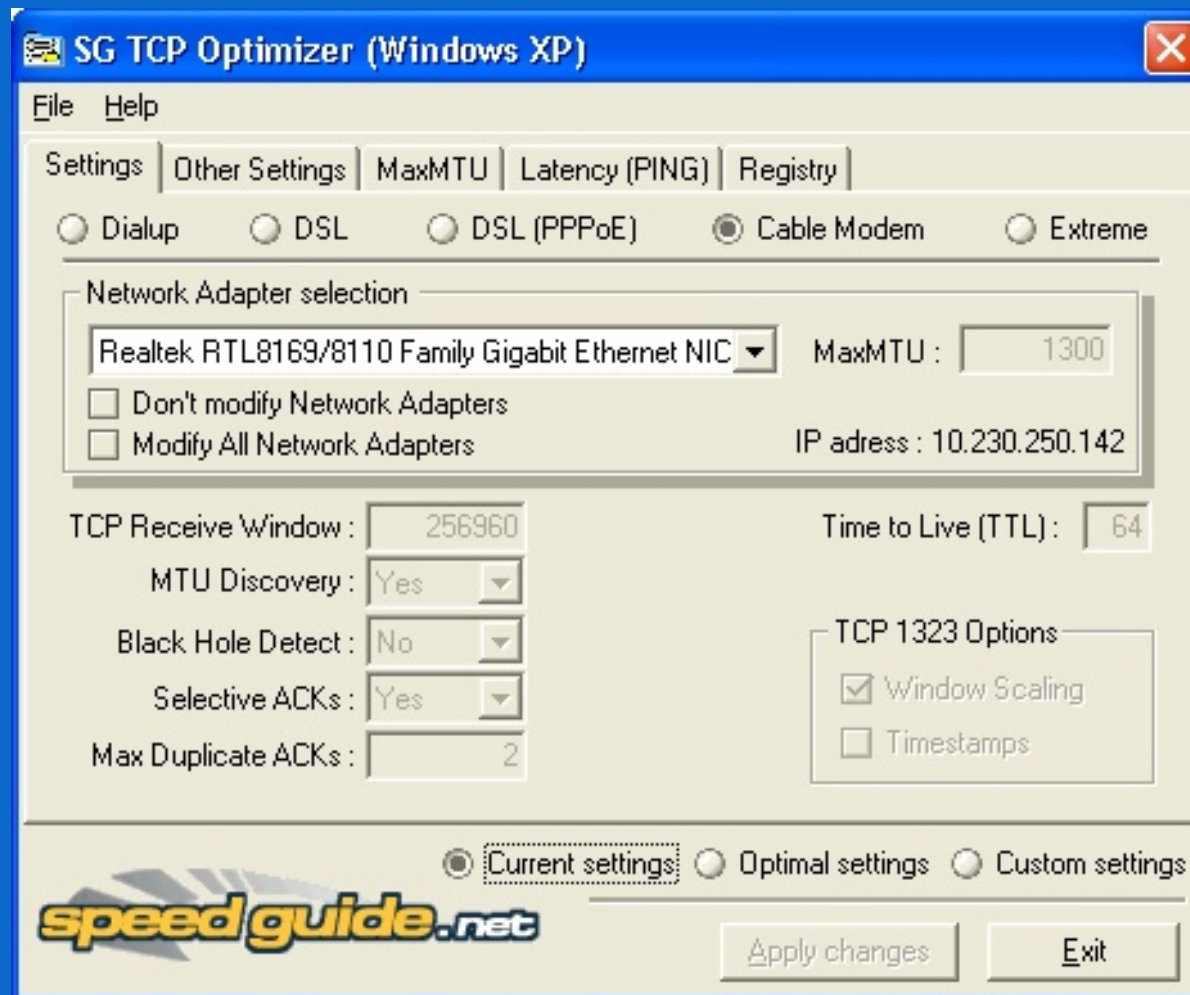 SG TCP Optimizer (Windows XP)
File Help
Settings Other Settings MaxMTU Latency (PING) Registry
Dialup DSL DSL (PPPoE) Cable Modem Extreme
Network Adapter selection
Realtek RTL8169/8110 Family Gigabit Ethernet NIC MaxMTU : 1300
Don't modify Network Adapters
Modify All Network Adapters IP adress : 10.230.250.142
TCP Receive Window : 256960 Time to Live (TTL) : 64
MTU Discovery : Yes
Black Hole Detect : No TCP 1323 Options
Selective ACKs : Yes Window Scaling
Max Duplicate ACKs : 2 Timestamps
Current settings Optimal settings Custom settings
speedguide.net
Apply changes Exit